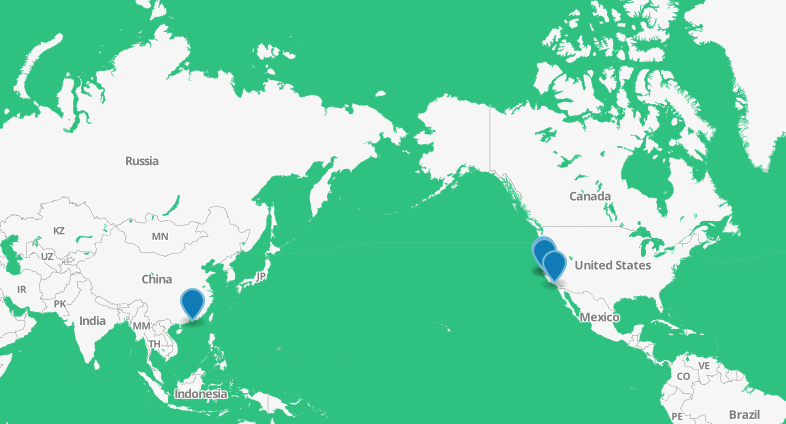 Russia
Canada
KZ
MN
UZ
United States
JP
China
IR
PK
Mexico
India
MM
TH
VE
CO
Indonesia
Brazil
PE